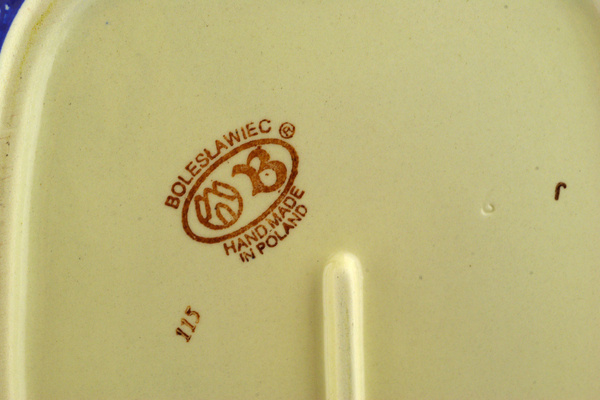 BOLESŁAWIEC ®
B
HAND MADE
IN POLAND
115
r